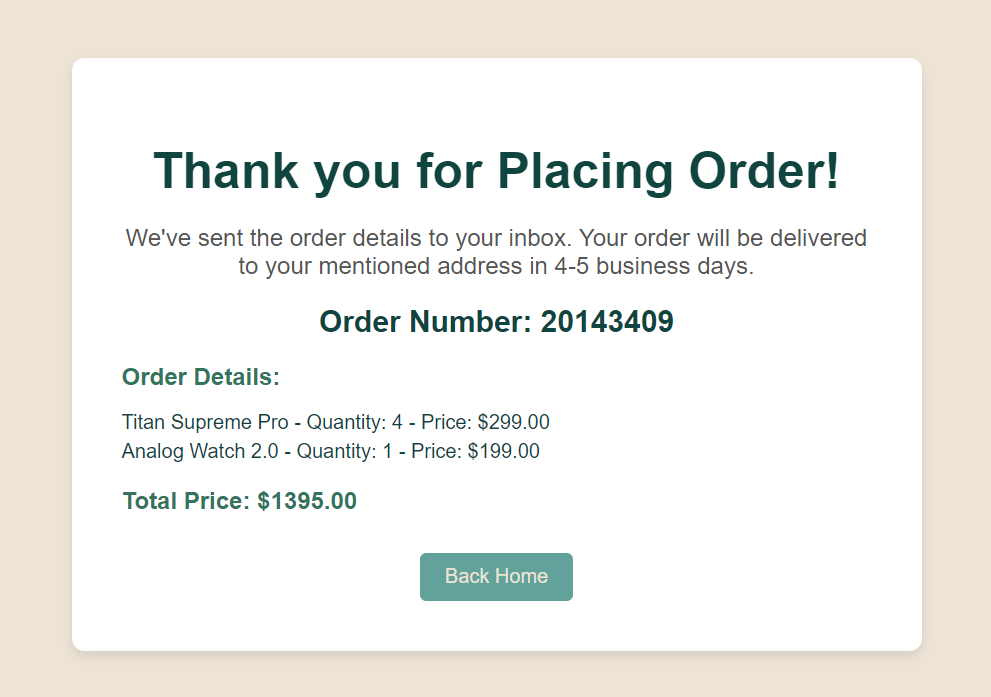 Thank you for Placing Order!
We've sent the order details to your inbox. Your order will be delivered
to your mentioned address in 4-5 business days.
Order Number: 20143409
Order Details:
Titan Supreme Pro - Quantity: 4 - Price: $299.00
Analog Watch 2.0 - Quantity: 1 - Price: $199.00
Total Price: $1395.00
Back Home